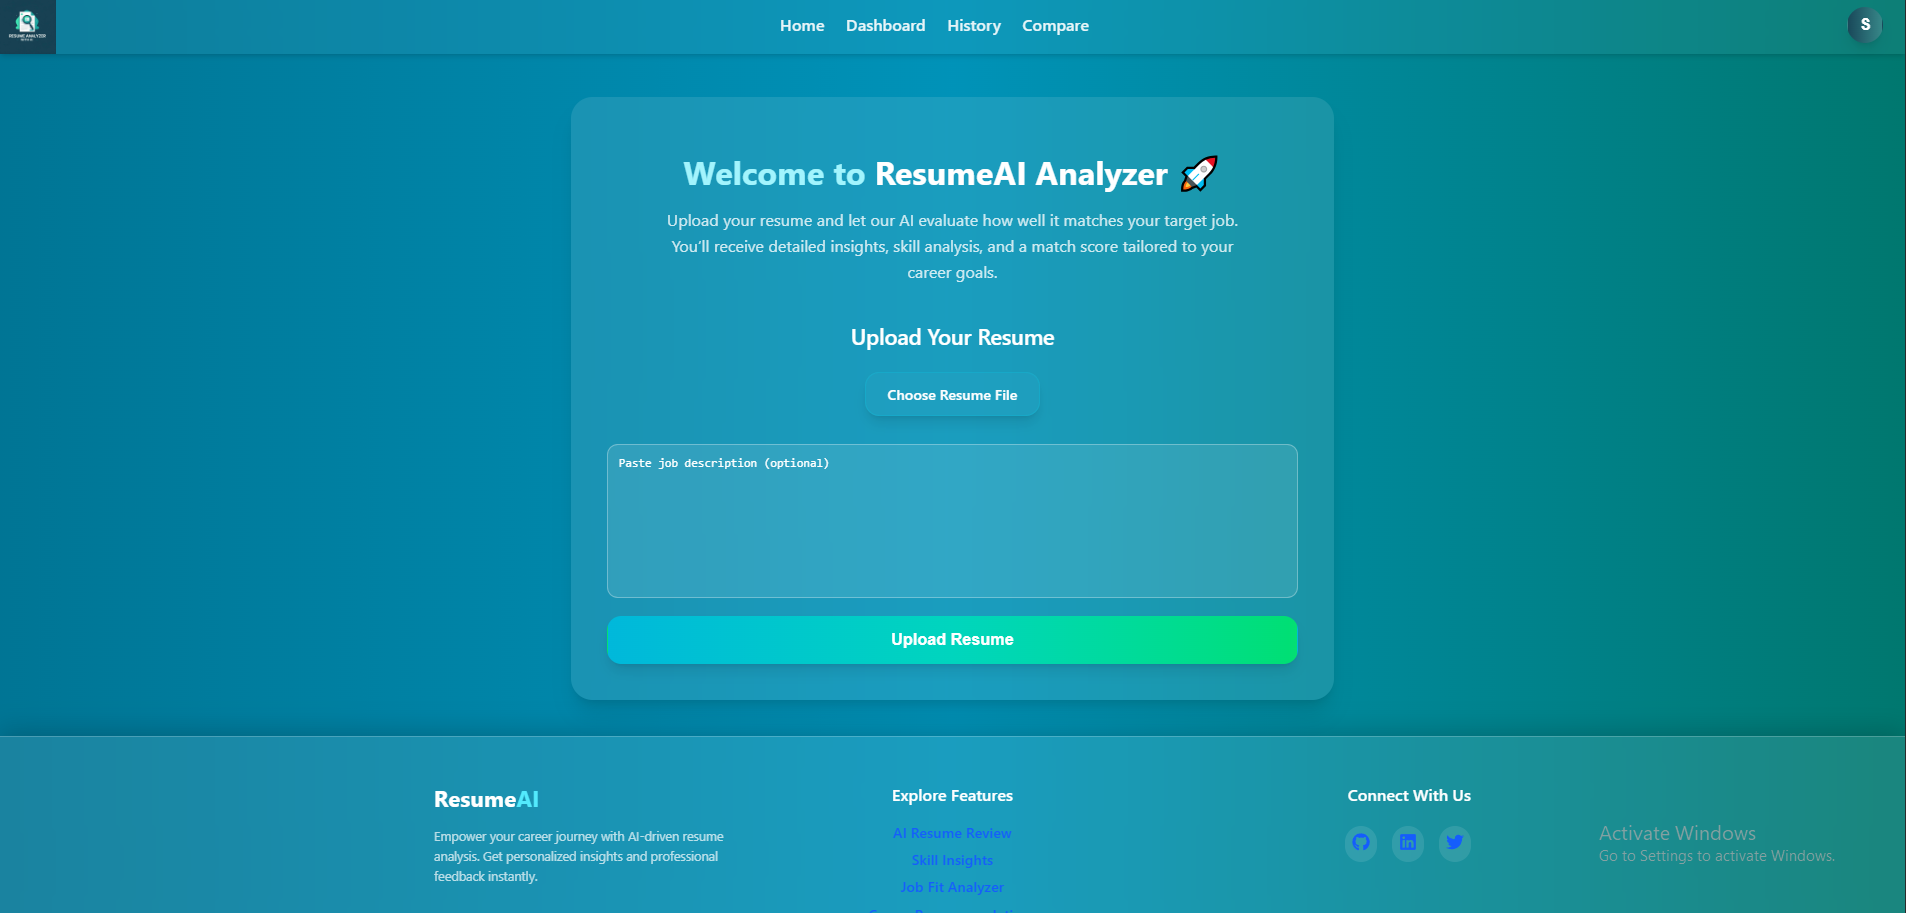 RESUME ANALYZER
WITH AI
Home Dashboard History Compare
S
Welcome to ResumeAI Analyzer
Upload your resume and let our AI evaluate how well it matches your target job.
You’ll receive detailed insights, skill analysis, and a match score tailored to your
career goals.
Upload Your Resume
Choose Resume File
Paste job description (optional)
Upload Resume
ResumeAI
Empower your career journey with AI-driven resume
analysis. Get personalized insights and professional
feedback instantly.
Explore Features
AI Resume Review
Skill Insights
Job Fit Analyzer
Connect With Us
Activate Windows
Go to Settings to activate Windows.